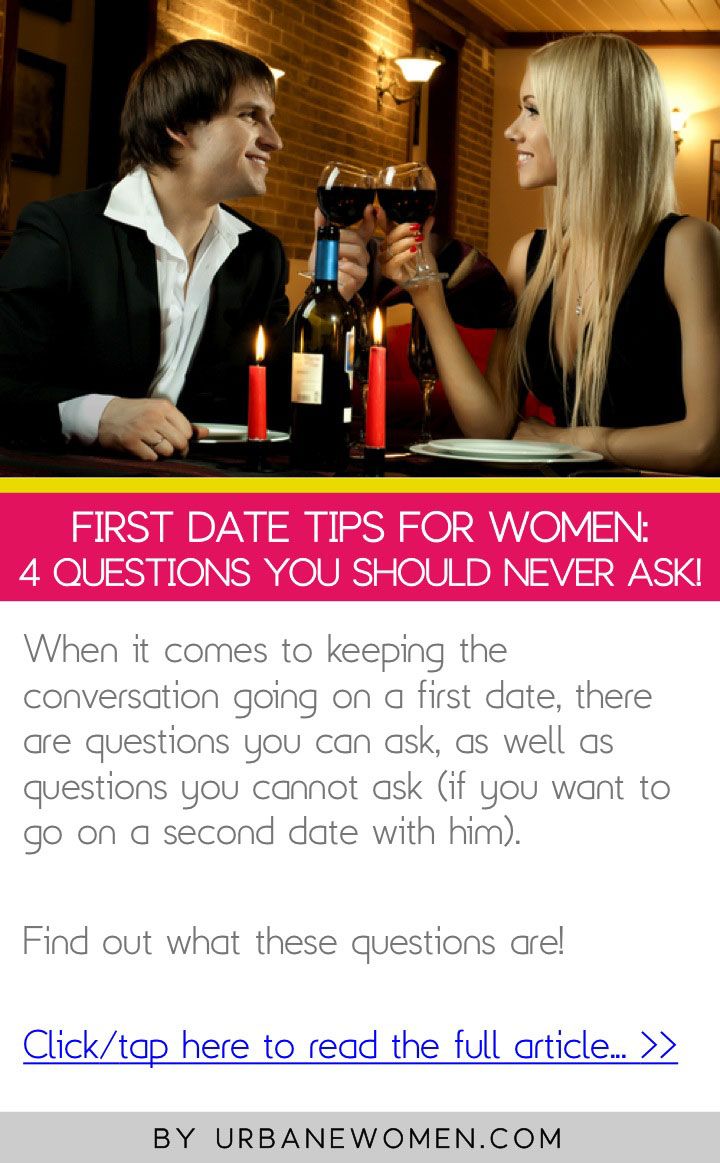 FIRST DATE TIPS FOR WOMEN:
4 QUESTIONS YOU SHOULD NEVER ASK!
When it comes to keeping the
conversation going on a first date, there
are questions you can ask, as well as
questions you cannot ask (if you want to
go on a second date with him).
Find out what these questions are!
Click/tap here to read the full article... >>
BY URBANEWOMEN.COM